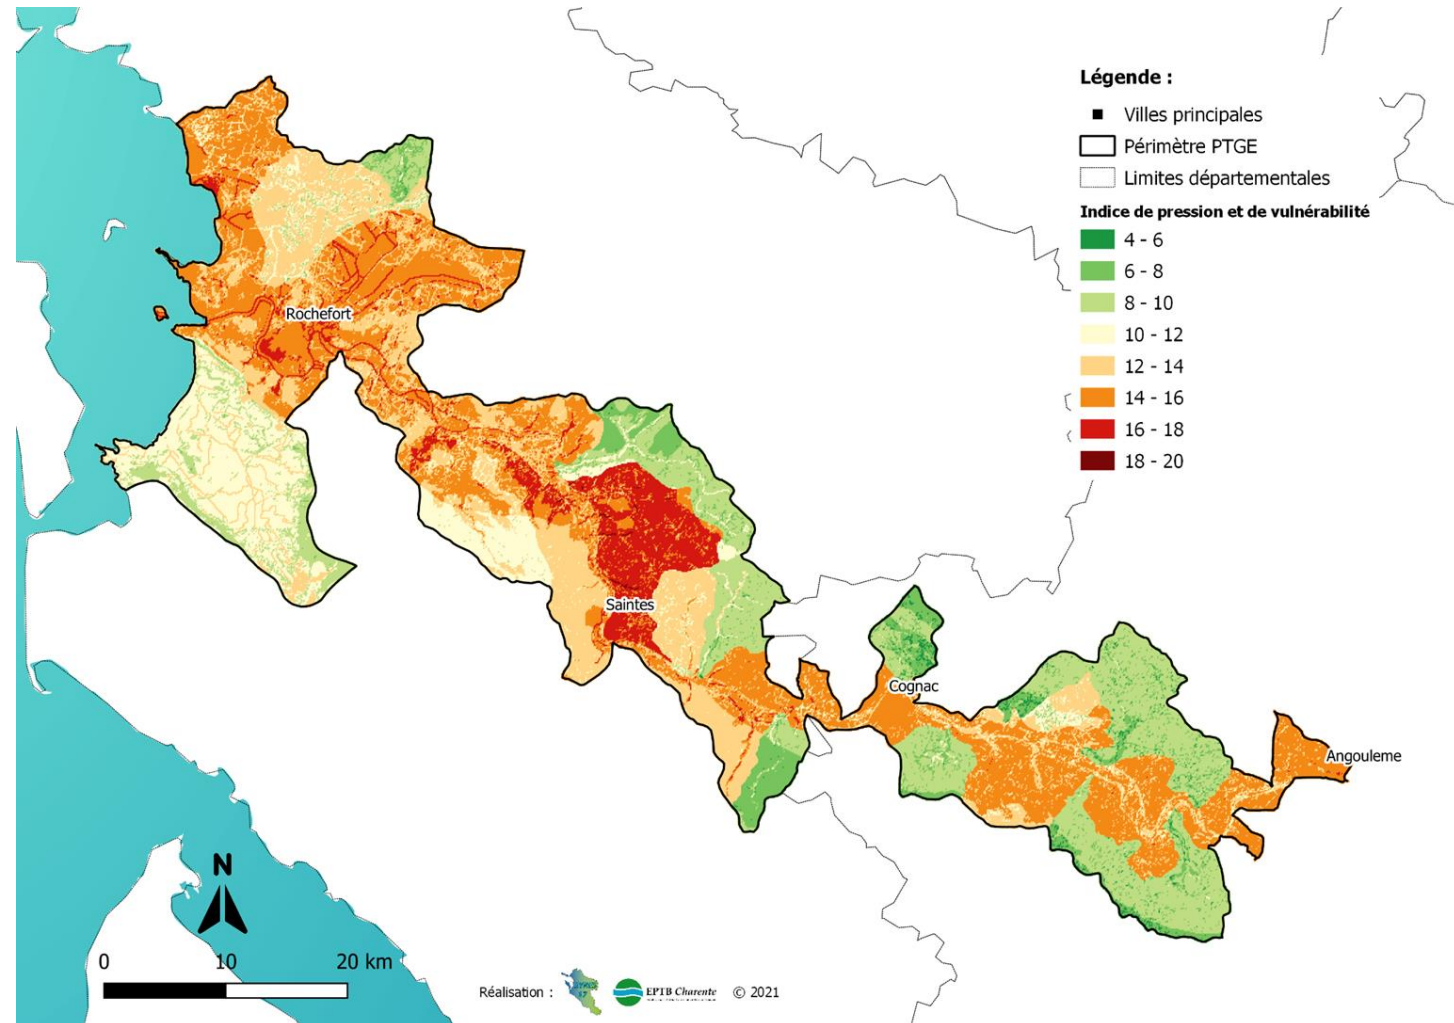 Légende :
Villes principales
Périmètre PTGE
Limites départementales
Indice de pression et de vulnérabilité
4 - 6
6 - 8
8 - 10
10 - 12
12 - 14
14 - 16
16 - 18
18 - 20
Rochefort
Saintes
Cognac
Angouleme
N
0 10 20 km
Réalisation : EPTB Charente © 2021